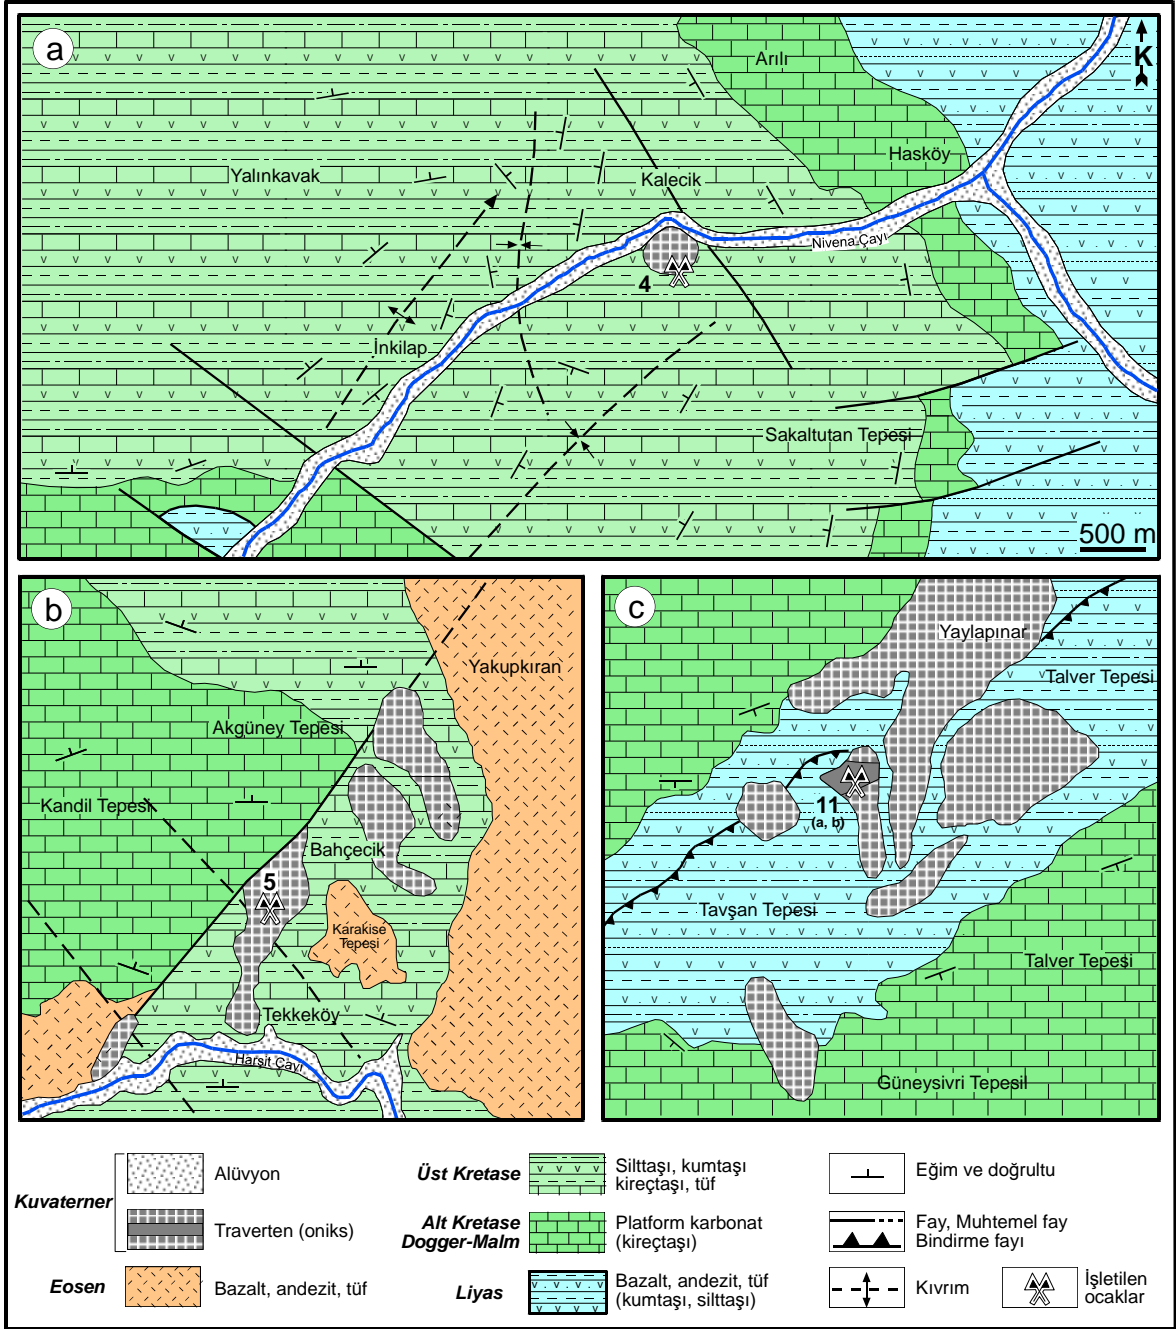 a
K
Arılı
Hasköy
Yalınkavak
Kalecik
Nivena Çayı
4
İnkilap
Sakaltutan Tepesi
500 m
b
Yakupkıran
Akgüney Tepesi
Kandil Tepesi
Bahçecik
5
Karakise
Tepesi
Tekkeköy
Harşit Çayı
c
Yaylapınar
Talver Tepesi
11
(a, b)
Tavşan Tepesi
Talver Tepesi
Güneysivri Tepesil
Kuvaterner
Alüvyon
Traverten (oniks)
Eosen
Bazalt, andezit, tüf
Üst Kretase
Silttaşı, kumtaşı
kireçtaşı, tüf
Alt Kretase
Dogger-Malm
Platform karbonat
(kireçtaşı)
Liyas
Bazalt, andezit, tüf
(kumtaşı, silttaşı)
Eğim ve doğrultu
Fay, Muhtemel fay
Bindirme fayı
Kıvrım
İşletilen
ocaklar